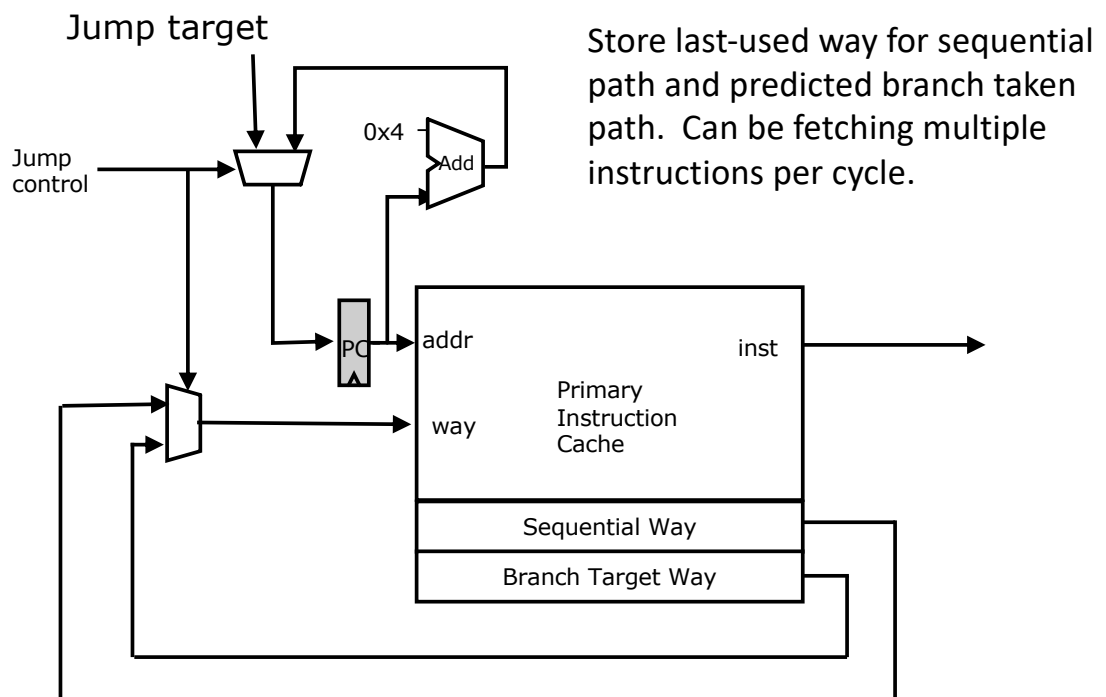 Jump target
Store last-used way for sequential
path and predicted branch taken
path.  Can be fetching multiple
instructions per cycle.
0x4
Add
Jump
control
PC
addr
inst
Primary
Instruction
Cache
way
Sequential Way
Branch Target Way